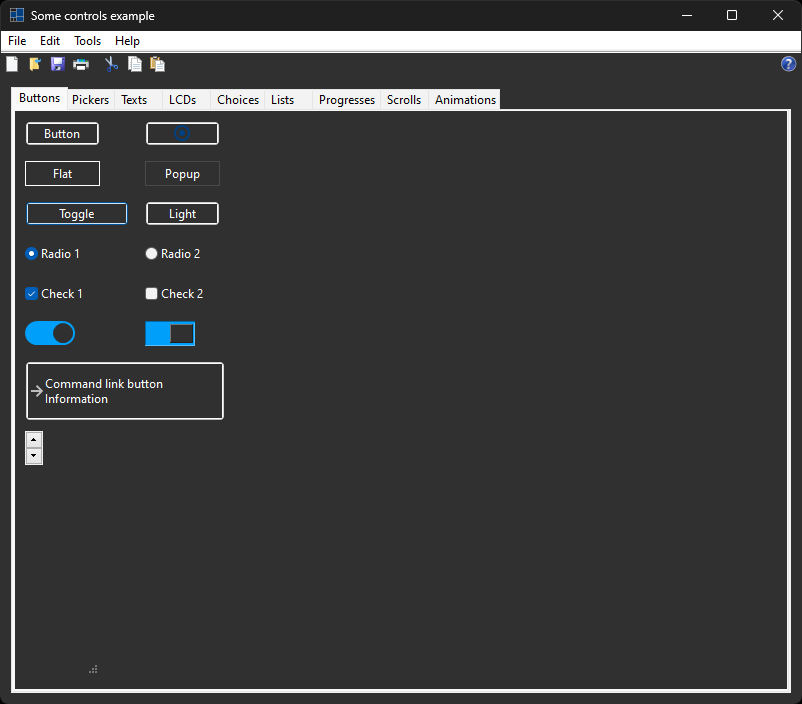 Some controls example
File Edit Tools Help
Buttons Pickers Texts LCDs Choices Lists Progresses Scrolls Animations
Button
Flat Popup
Toggle Light
Radio 1 Radio 2
Check 1 Check 2
Command link button
Information